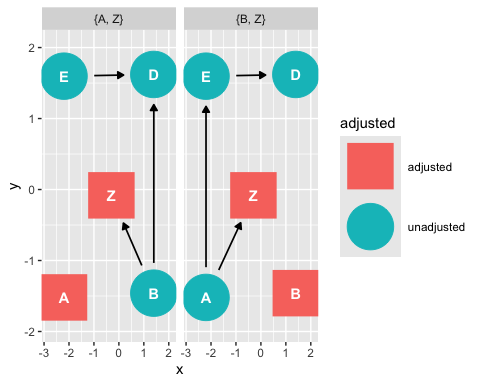 {A, Z} {B, Z}
2
E D E D
1
y
0
Z Z
-1
A B A B
-2
-3 -2 -1 0 1 2 -3 -2 -1 0 1 2
x
adjusted
adjusted
unadjusted